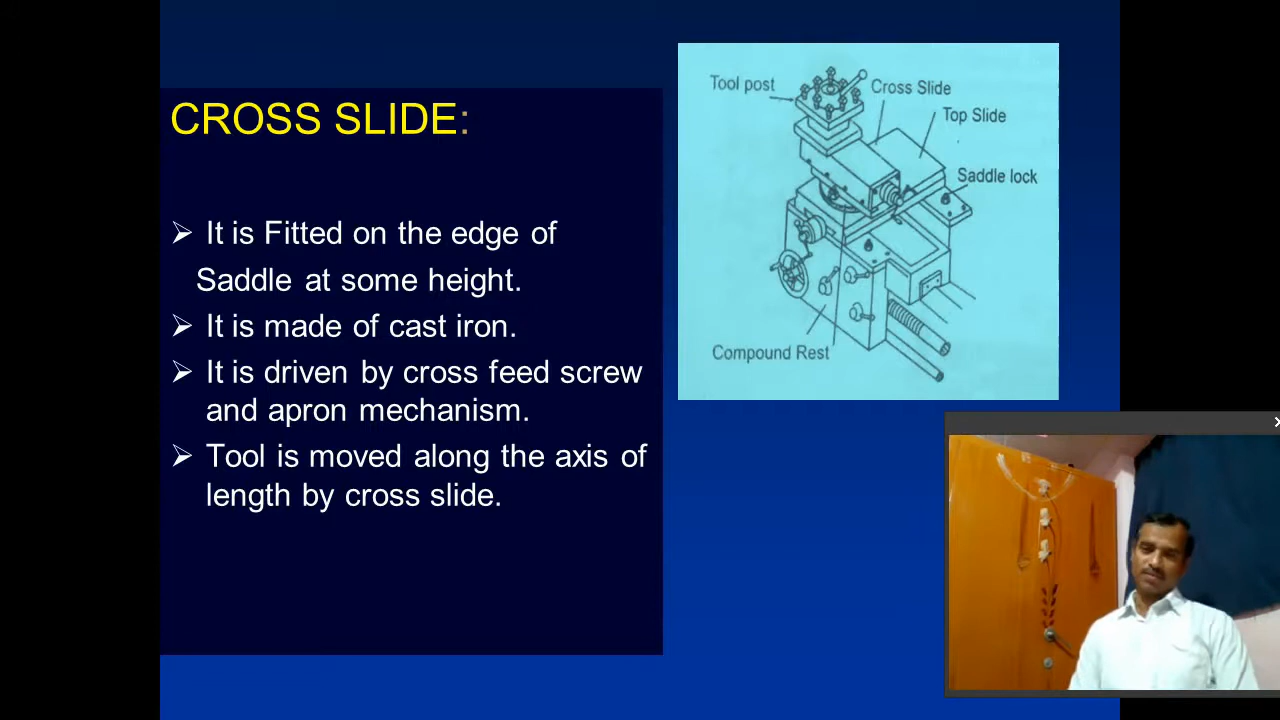 CROSS SLIDE:
➢ It is Fitted on the edge of
Saddle at some height.
➢ It is made of cast iron.
➢ It is driven by cross feed screw
and apron mechanism.
➢ Tool is moved along the axis of
length by cross slide.
Tool post
Cross Slide
Top Slide
Saddle lock
Compound Rest